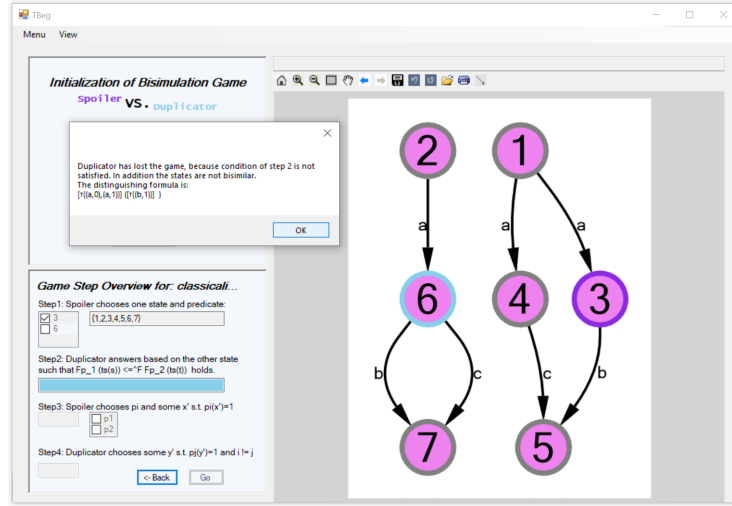 TBeg
Menu View
Initialization of Bisimulation Game
Spoiler VS. Duplicator
Duplicator has lost the game, because condition of step 2 is not
satisfied. In addition the states are not bisimilar.
The distinguishing formula is:
[↑{(a,0),(a,1)}] ([↑{(b,1)}] )
OK
Game Step Overview for: classicali...
Step1: Spoiler chooses one state and predicate:
3 {1,2,3,4,5,6,7}
6
Step2: Duplicator answers based on the other state
such that Fp_1 (ts(s)) <=^F Fp_2 (ts(t)) holds.
Step3: Spoiler chooses pi and some x' s.t. pi(x')=1
p1
p2
Step4: Duplicator chooses some y' s.t. pj(y')=1 and i != j
<- Back Go
2 1
a a a
6 4 3
b c c b
7 5